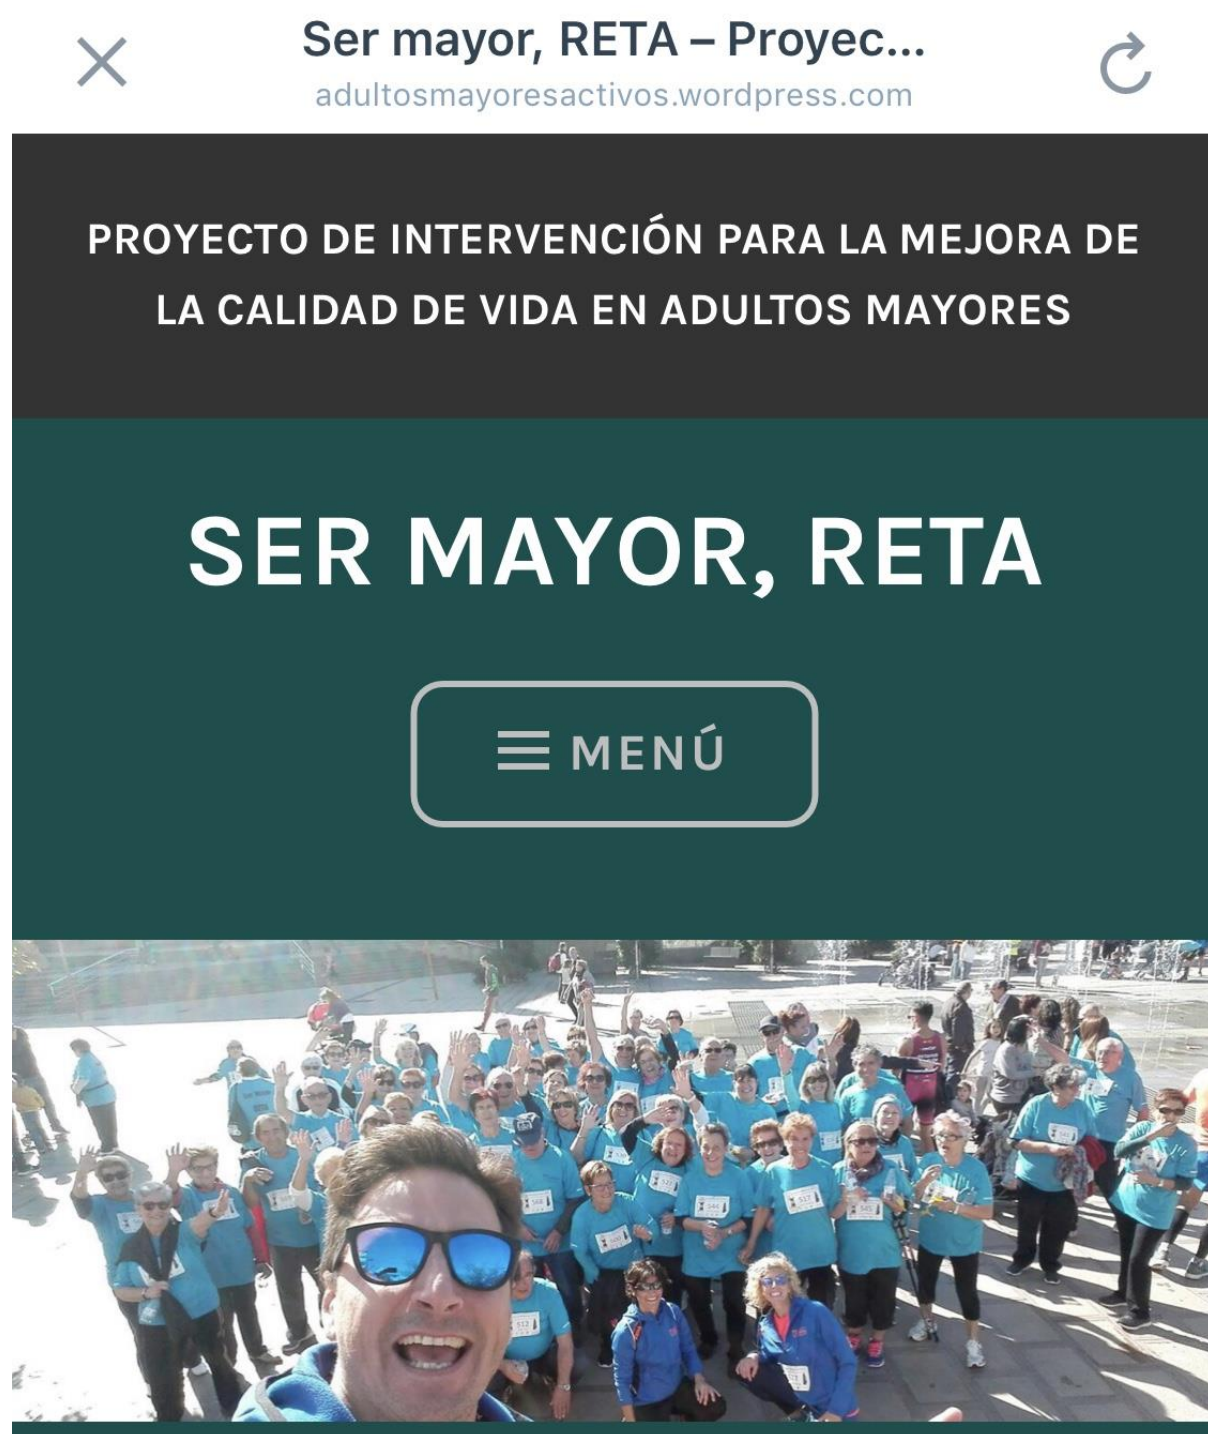 Ser mayor, RETA – Proyec...
adultosmayoresactivos.wordpress.com
PROYECTO DE INTERVENCIÓN PARA LA MEJORA DE
LA CALIDAD DE VIDA EN ADULTOS MAYORES
SER MAYOR, RETA
MENÚ